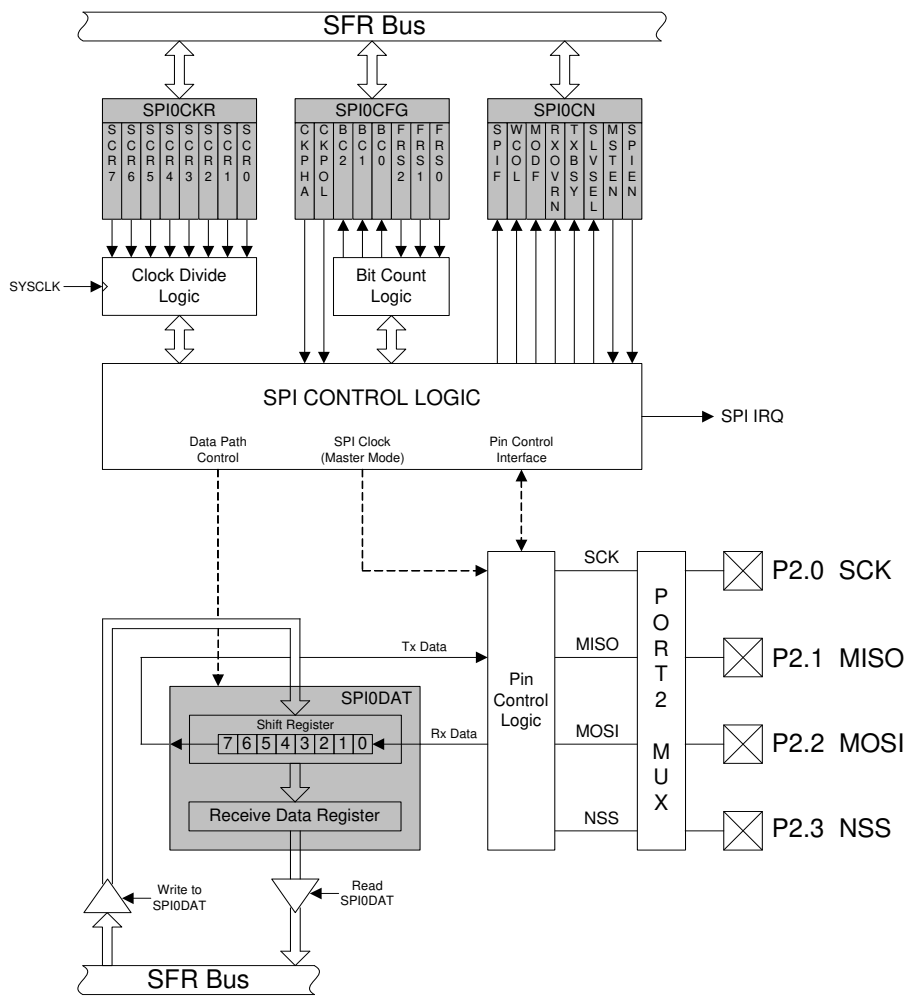 SFR Bus
SPI0CKR
SCR7
SCR6
SCR5
SCR4
SCR3
SCR2
SCR1
SCR0
SPI0CFG
CKPHA
CKPOL
BC2
BC1
BC0
FRS2
FRS1
FRS0
SPI0CN
SPIF
WCOL
MODF
RXOVRN
TXBSY
SLVSEL
MSTEN
SPIEN
SYSCLK
Clock Divide
Logic
Bit Count
Logic
SPI CONTROL LOGIC
SPI IRQ
Data Path
Control
SPI Clock
(Master Mode)
Pin Control
Interface
SCK
MISO
MOSI
NSS
Pin
Control
Logic
PORT2
MUX
P2.0 SCK
P2.1 MISO
P2.2 MOSI
P2.3 NSS
Tx Data
SPI0DAT
Shift Register
7 6 5 4 3 2 1 0
Rx Data
Receive Data Register
Write to
SPI0DAT
Read
SPI0DAT
SFR Bus